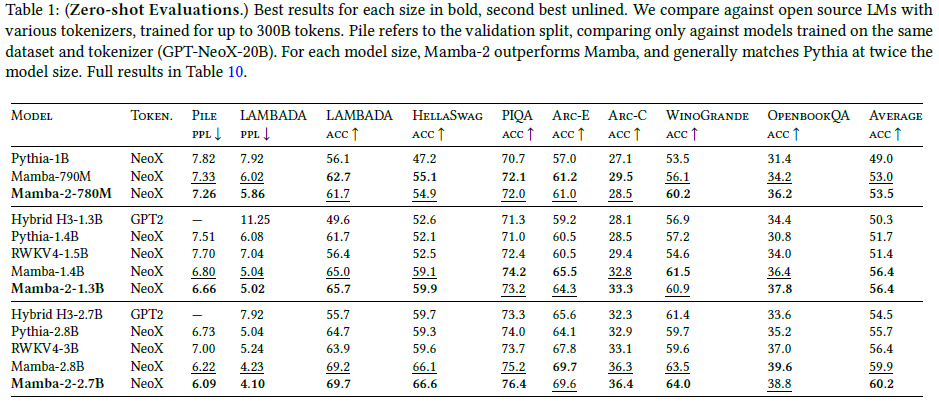 Table 1: (Zero-shot Evaluations.) Best results for each size in bold, second best unlined. We compare against open source LMs with
various tokenizers, trained for up to 300B tokens. Pile refers to the validation split, comparing only against models trained on the same
dataset and tokenizer (GPT-NeoX-20B). For each model size, Mamba-2 outperforms Mamba, and generally matches Pythia at twice the
model size. Full results in Table 10.
Model Token. Pile LAMBADA LAMBADA HellaSwag PIQA Arc-E Arc-C WinoGrande OpenbookQA Average
ppl ↓ ppl ↓ acc ↑ acc ↑ acc ↑ acc ↑ acc ↑ acc ↑ acc ↑ acc ↑
Pythia-1B NeoX 7.82 7.92 56.1 47.2 70.7 57.0 27.1 53.5 31.4 49.0
Mamba-790M NeoX 7.33 6.02 62.7 55.1 72.1 61.2 29.5 56.1 34.2 53.0
Mamba-2-780M NeoX 7.26 5.86 61.7 54.9 72.0 61.0 28.5 60.2 36.2 53.5
Hybrid H3-1.3B GPT2 — 11.25 49.6 52.6 71.3 59.2 28.1 56.9 34.4 50.3
Pythia-1.4B NeoX 7.51 6.08 61.7 52.1 71.0 60.5 28.5 57.2 30.8 51.7
RWKV4-1.5B NeoX 7.70 7.04 56.4 52.5 72.4 60.5 29.4 54.6 34.0 51.4
Mamba-1.4B NeoX 6.80 5.04 65.0 59.1 74.2 65.5 32.8 61.5 36.4 56.4
Mamba-2-1.3B NeoX 6.66 5.02 65.7 59.9 73.2 64.3 33.3 60.9 37.8 56.4
Hybrid H3-2.7B GPT2 — 7.92 55.7 59.7 73.3 65.6 32.3 61.4 33.6 54.5
Pythia-2.8B NeoX 6.73 5.04 64.7 59.3 74.0 64.1 32.9 59.7 35.2 55.7
RWKV4-3B NeoX 7.00 5.24 63.9 59.6 73.7 67.8 33.1 59.6 37.0 56.4
Mamba-2.8B NeoX 6.22 4.23 69.2 66.1 75.2 69.7 36.3 63.5 39.6 59.9
Mamba-2-2.7B NeoX 6.09 4.10 69.7 66.6 76.4 69.6 36.4 64.0 38.8 60.2